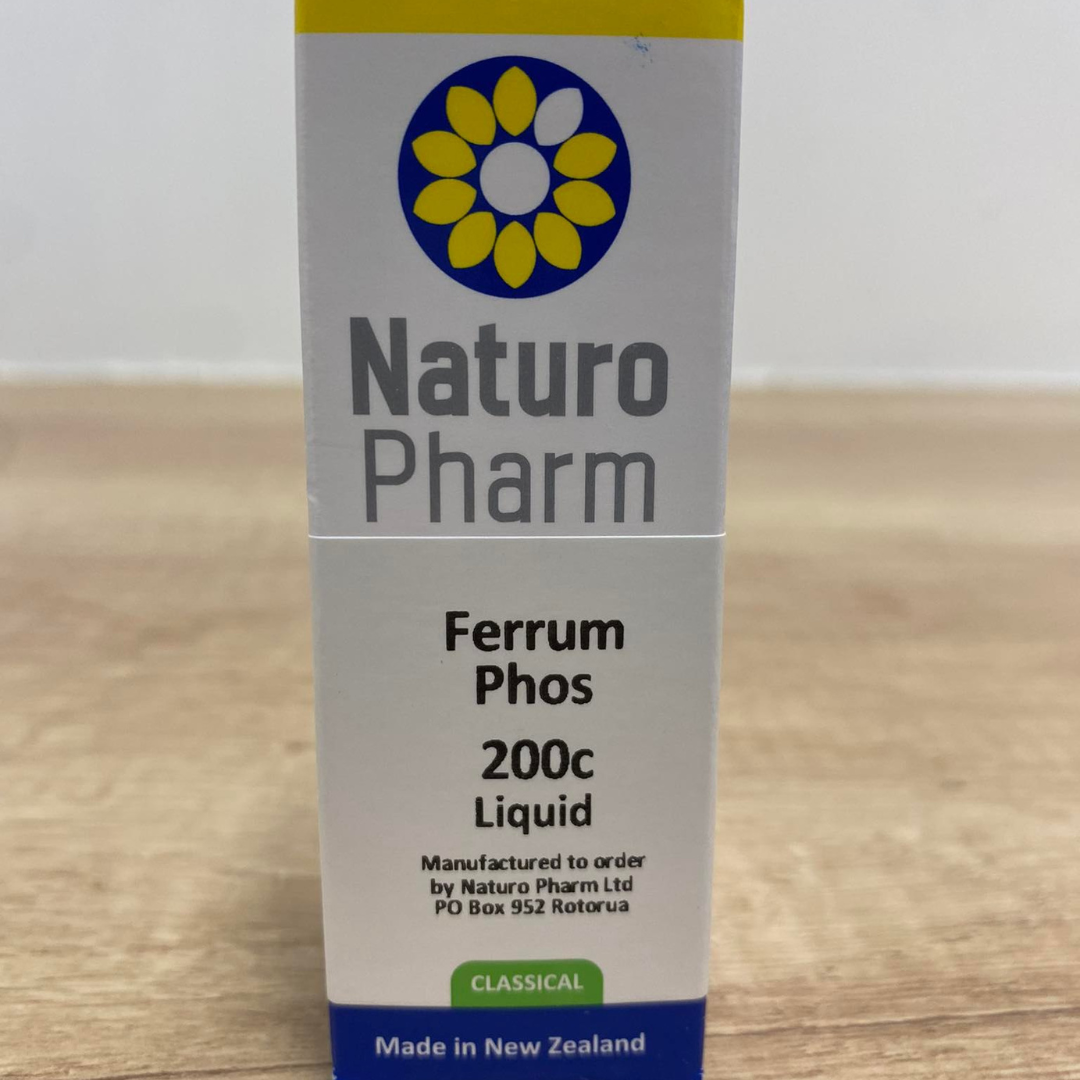 Naturo
Pharm
Ferrum
Phos
200c
Liquid
Manufactured to order
by Naturo Pharm Ltd
PO Box 952 Rotorua
CLASSICAL
Made in New Zealand